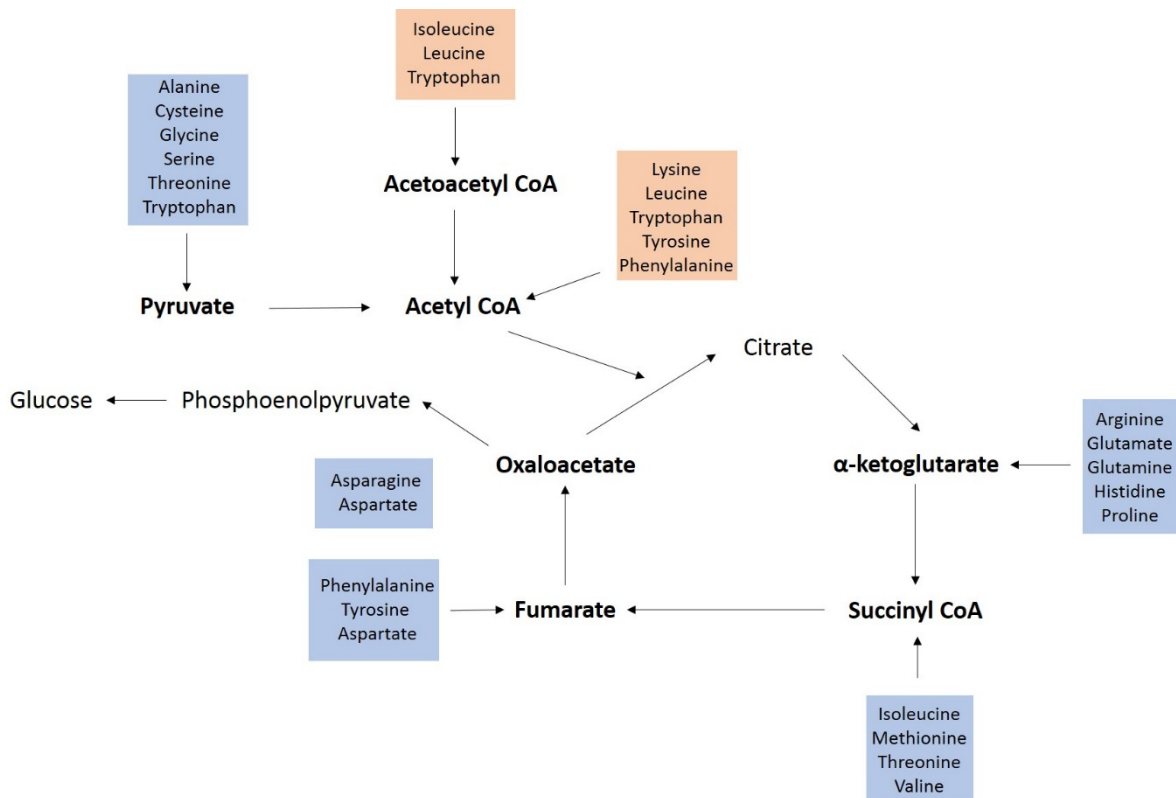 Isoleucine
Leucine
Tryptophan
Alanine
Cysteine
Glycine
Serine
Threonine
Tryptophan
Acetoacetyl CoA
Lysine
Leucine
Tryptophan
Tyrosine
Phenylalanine
Pyruvate
Acetyl CoA
Citrate
Glucose
Phosphoenolpyruvate
Oxaloacetate
α-ketoglutarate
Arginine
Glutamate
Glutamine
Histidine
Proline
Asparagine
Aspartate
Phenylalanine
Tyrosine
Aspartate
Fumarate
Succinyl CoA
Isoleucine
Methionine
Threonine
Valine